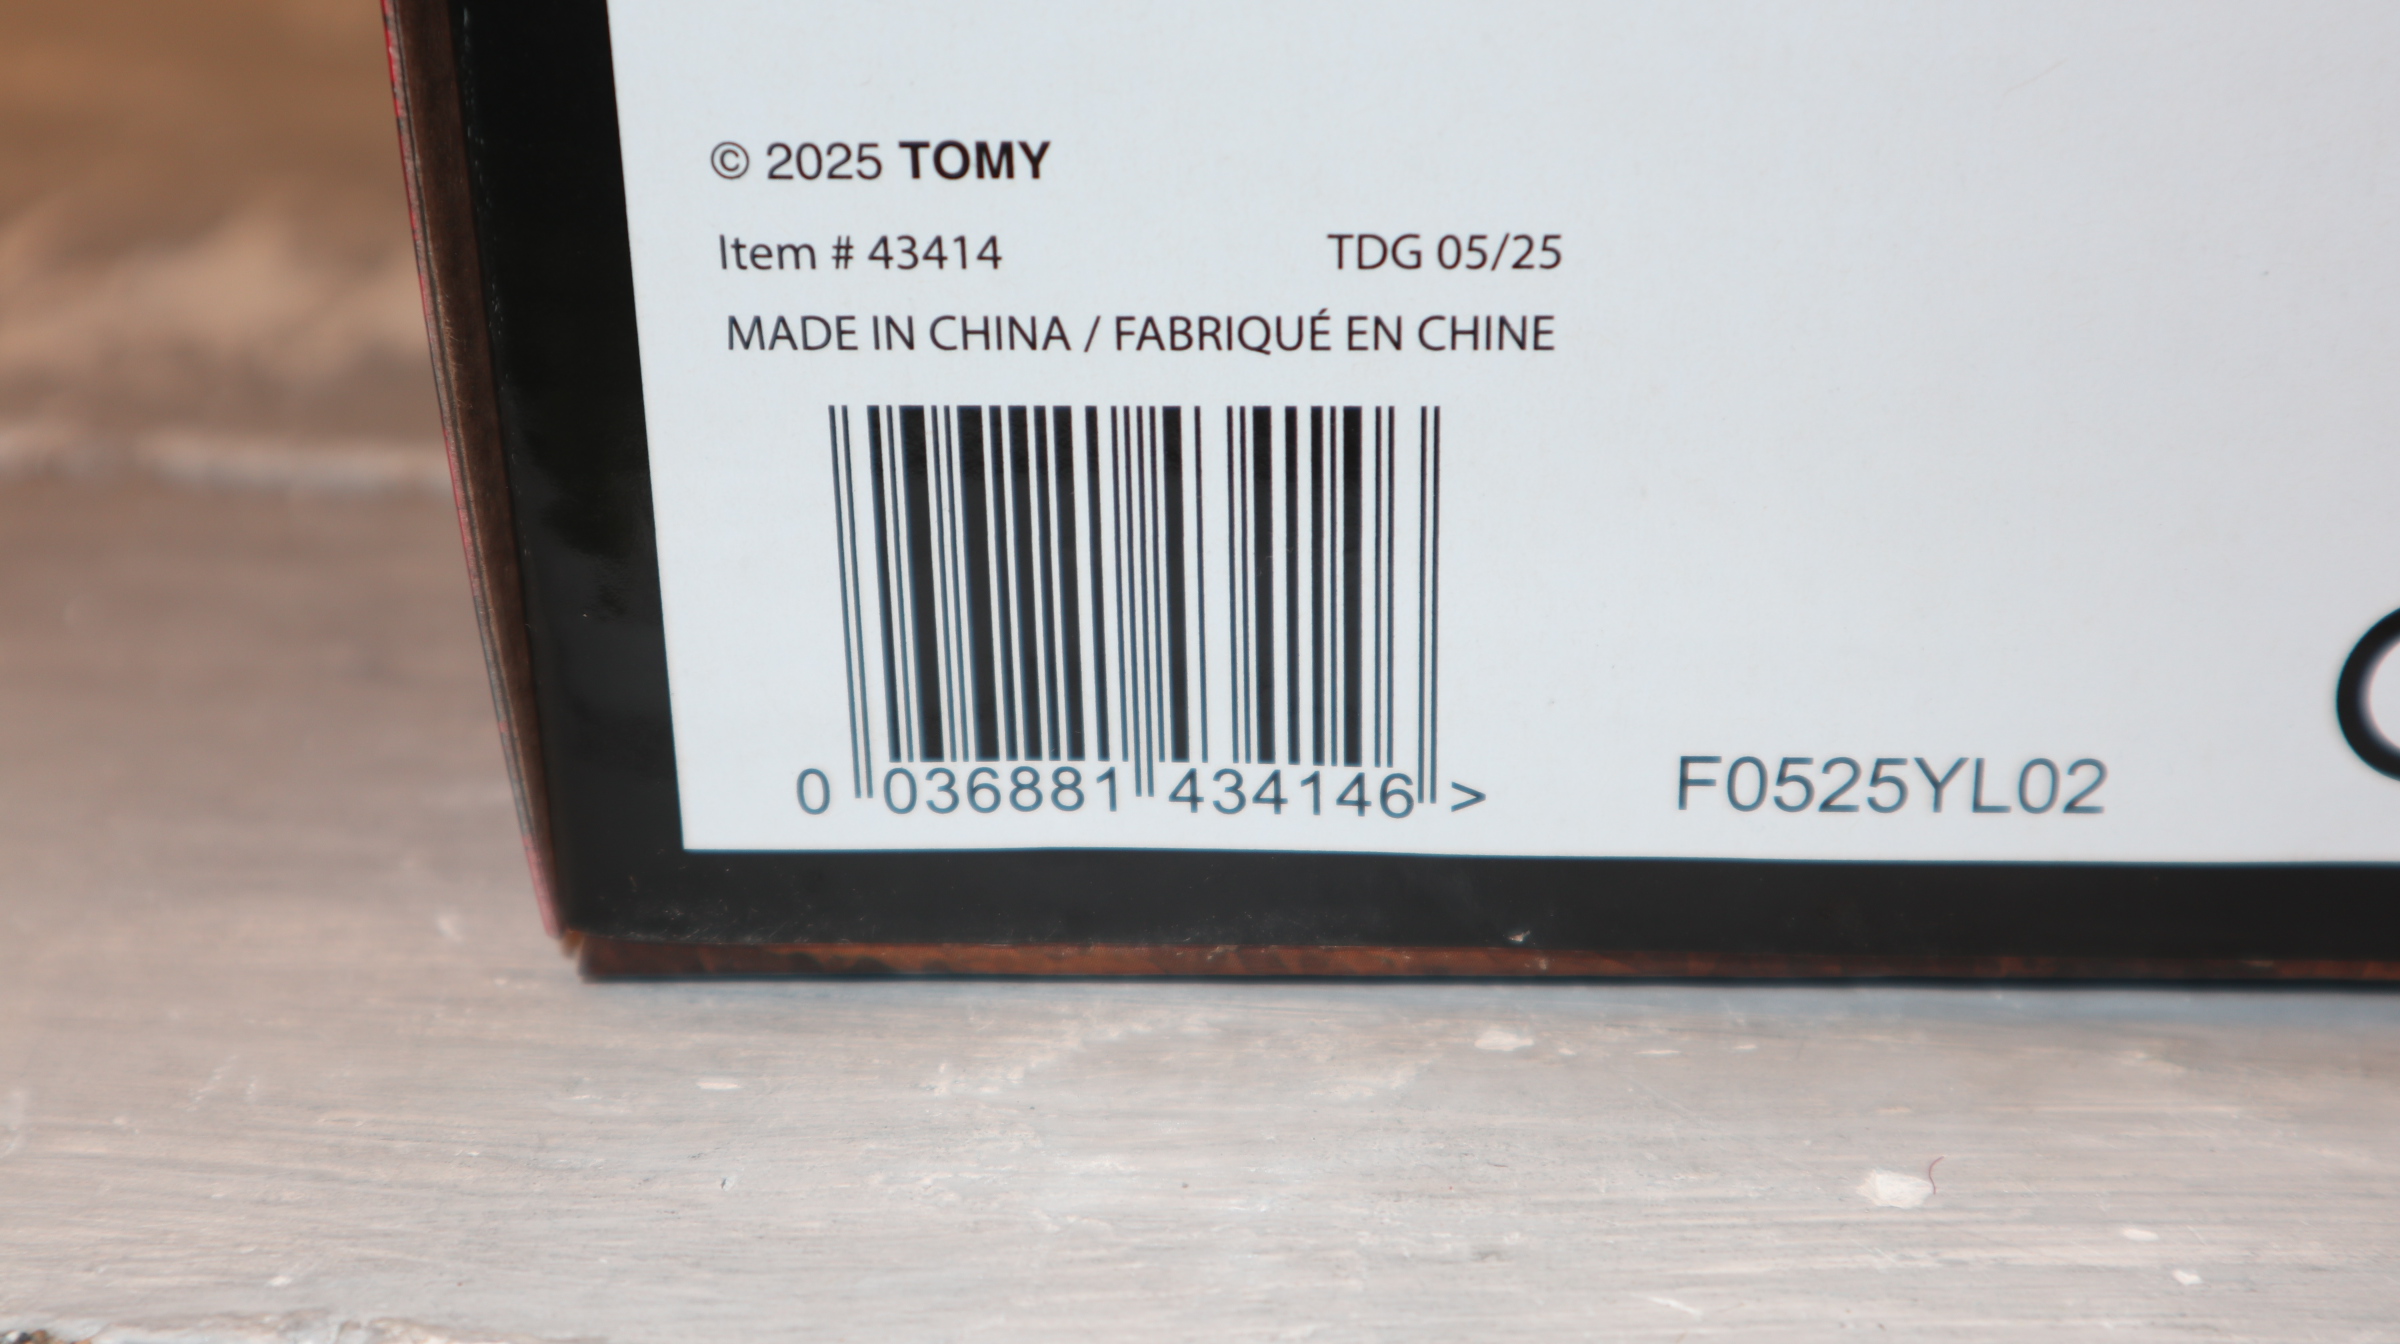 © 2025 TOMY
Item # 43414 TDG 05/25
MADE IN CHINA / FABRIQUÉ EN CHINE
0 036881 434146 >
F0525YL02